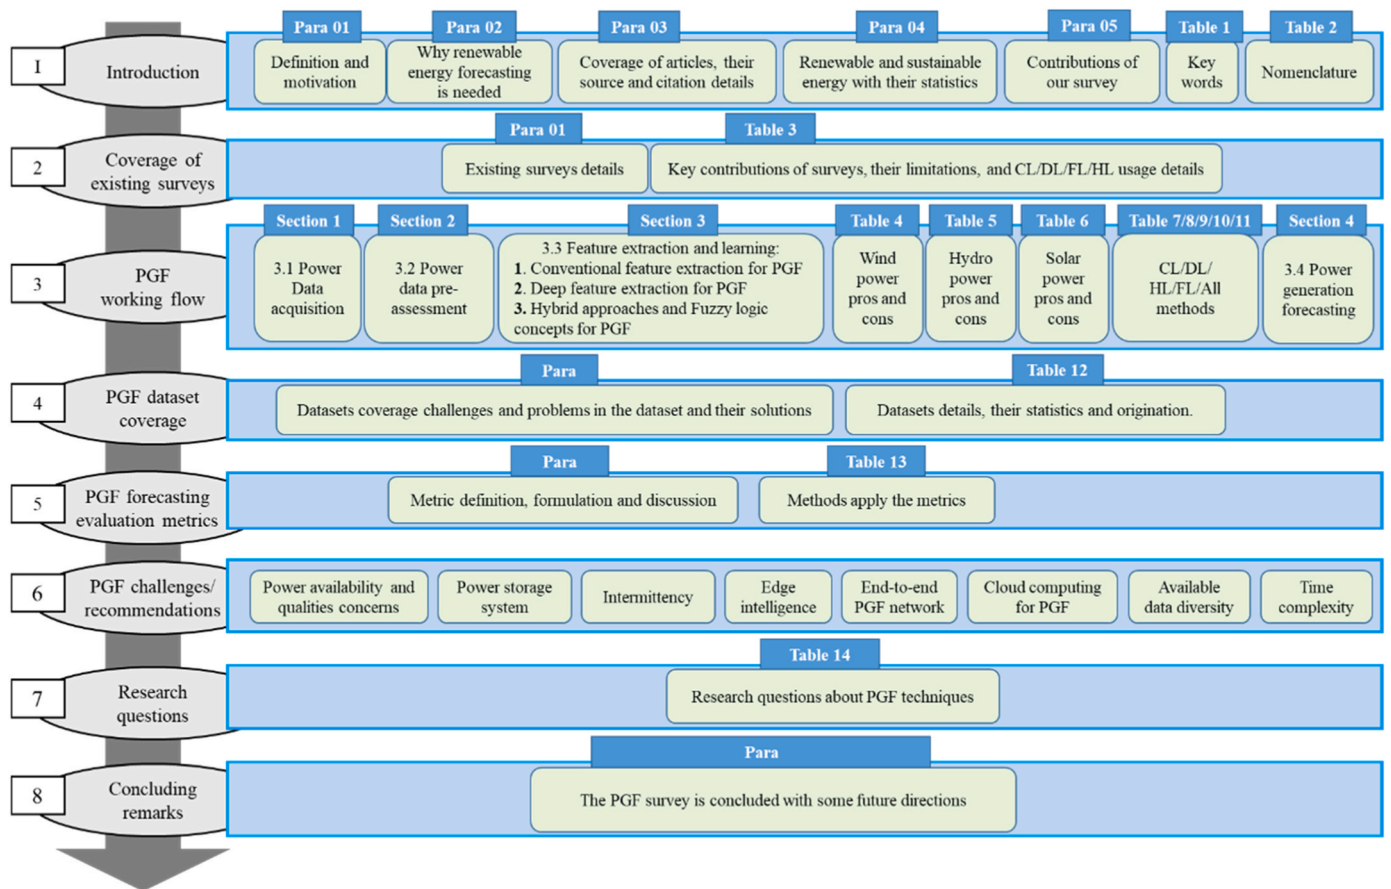 Para 01
Para 02
Para 03
Para 04
Para 05
Table 1
Table 2
I
Introduction
Definition and
motivation
Why renewable
energy forecasting
is needed
Coverage of articles, their
source and citation details
Renewable and sustainable
energy with their statistics
Contributions of
our survey
Key
words
Nomenclature
Para 01
Table 3
2
Coverage of
existing surveys
Existing surveys details
Key contributions of surveys, their limitations, and CL/DL/FL/HL usage details
Section 1
Section 2
Section 3
Table 4
Table 5
Table 6
Table 7/8/9/10/11
Section 4
3
PGF
working flow
3.1 Power
Data
acquisition
3.2 Power
data pre-
assessment
3.3 Feature extraction and learning:
1. Conventional feature extraction for PGF
2. Deep feature extraction for PGF
3. Hybrid approaches and Fuzzy logic
concepts for PGF
Wind
power
pros and
cons
Hydro
power
pros and
cons
Solar
power
pros and
cons
CL/DL/
HL/FL/All
methods
3.4 Power
generation
forecasting
Para
Table 12
4
PGF dataset
coverage
Datasets coverage challenges and problems in the dataset and their solutions
Datasets details, their statistics and origination.
Para
Table 13
5
PGF forecasting
evaluation metrics
Metric definition, formulation and discussion
Methods apply the metrics
6
PGF challenges/
recommendations
Power availability and
qualities concerns
Power storage
system
Intermittency
Edge
intelligence
End-to-end
PGF network
Cloud computing
for PGF
Available
data diversity
Time
complexity
Table 14
7
Research
questions
Research questions about PGF techniques
Para
8
Concluding
remarks
The PGF survey is concluded with some future directions